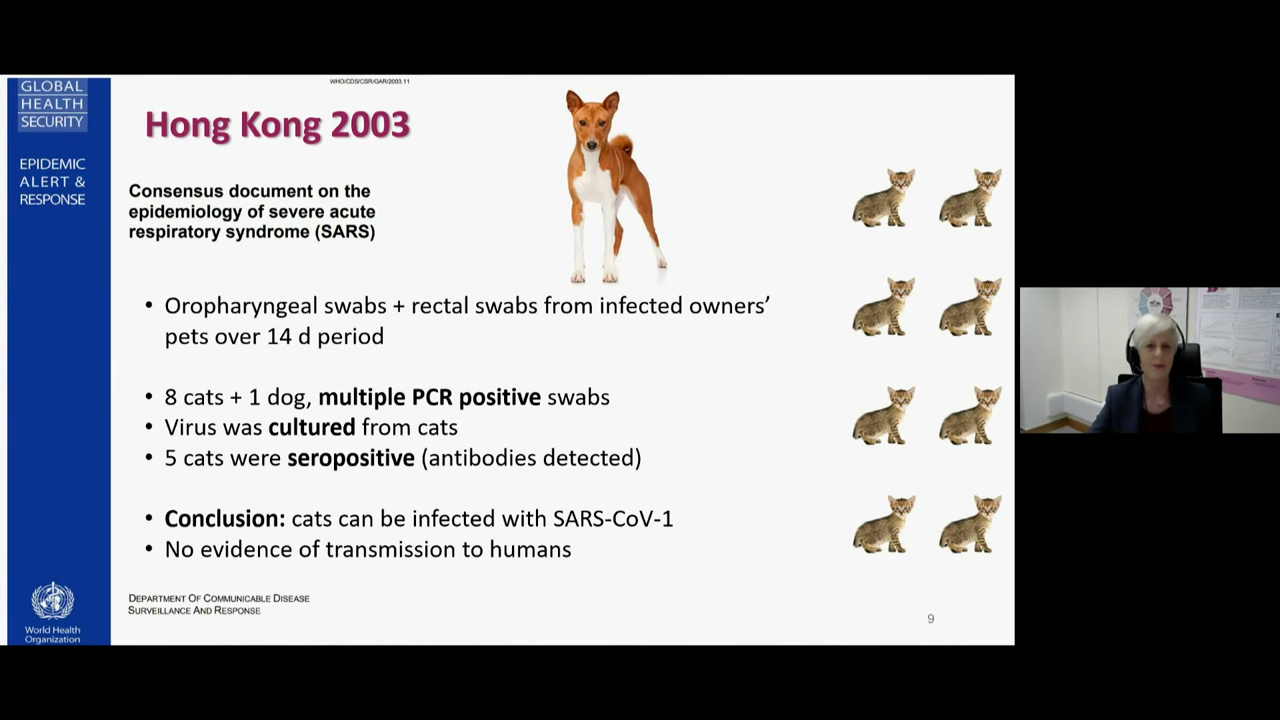 GLOBAL
HEALTH
SECURITY
EPIDEMIC
ALERT &
RESPONSE
WHO/CDS/CSR/GAR/2003.11
Hong Kong 2003
Consensus document on the
epidemiology of severe acute
respiratory syndrome (SARS)
• Oropharyngeal swabs + rectal swabs from infected owners’
pets over 14 d period
• 8 cats + 1 dog, multiple PCR positive swabs
• Virus was cultured from cats
• 5 cats were seropositive (antibodies detected)
• Conclusion: cats can be infected with SARS-CoV-1
• No evidence of transmission to humans
DEPARTMENT OF COMMUNICABLE DISEASE
SURVEILLANCE AND RESPONSE
9
World Health
Organization